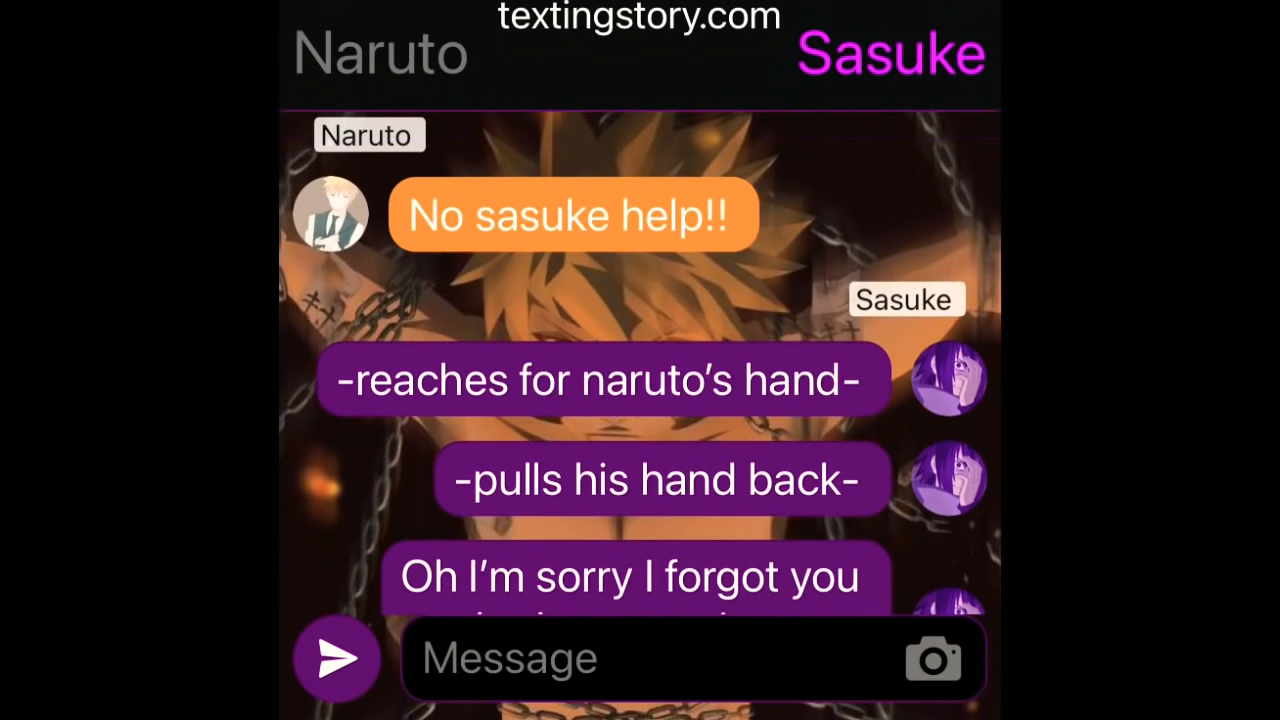 textingstory.com
Naruto
Sasuke
Naruto
No sasuke help!!
Sasuke
-reaches for naruto’s hand-
-pulls his hand back-
Oh I’m sorry I forgot you
Message